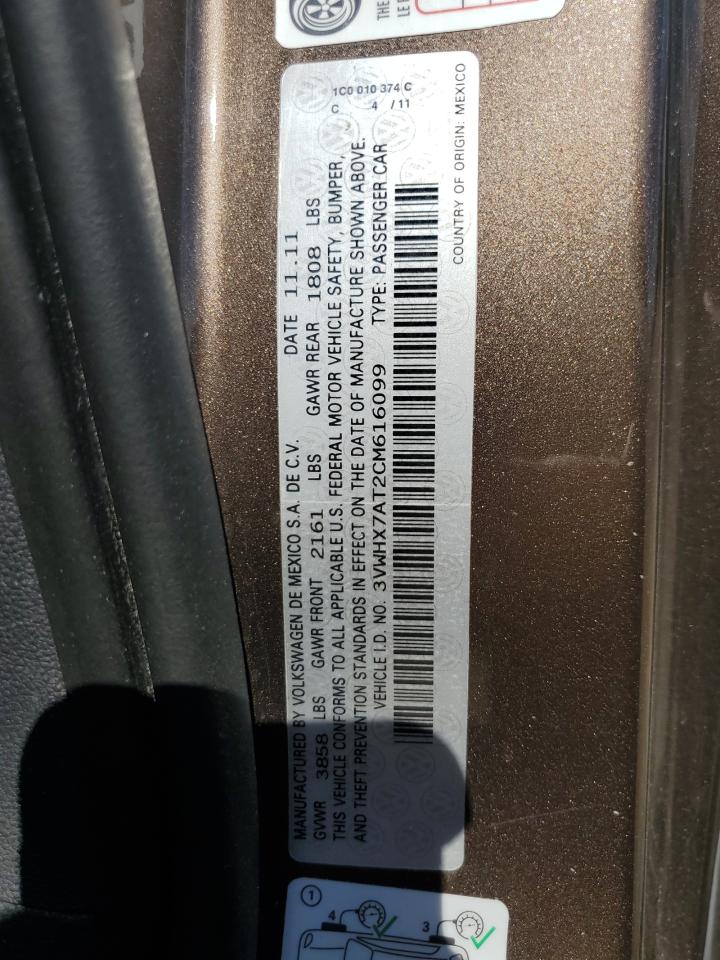 THE
LE
1C0 010 374 C
C 4 /11
MANUFACTURED BY VOLKSWAGEN DE MEXICO S.A. DE C.V. DATE 11.11
GVWR 3858 LBS GAWR FRONT 2161 LBS GAWR REAR 1808 LBS
THIS VEHICLE CONFORMS TO ALL APPLICABLE U.S. FEDERAL MOTOR VEHICLE SAFETY, BUMPER,
AND THEFT PREVENTION STANDARDS IN EFFECT ON THE DATE OF MANUFACTURE SHOWN ABOVE.
VEHICLE I.D. NO.: 3VWHX7AT2CM616099 TYPE: PASSENGER CAR
COUNTRY OF ORIGIN: MEXICO
1
4 3